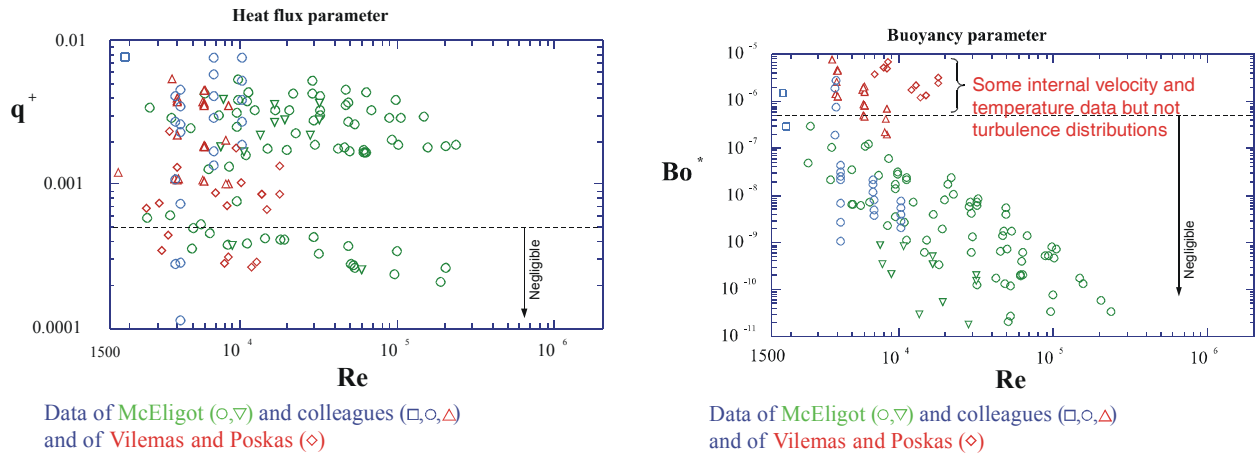 Heat flux parameter
0.01
q+
0.001
0.0001
Negligible
1500
10^4
10^5
10^6
Re
Data of McEligot (○,▽) and colleagues (□,○,△)
and of Vilemas and Poskas (◇)
Buoyancy parameter
10^-5
10^-6
10^-7
Bo*
10^-8
10^-9
10^-10
10^-11
Some internal velocity and
temperature data but not
turbulence distributions
Negligible
1500
10^4
10^5
10^6
Re
Data of McEligot (○,▽) and colleagues (□,○,△)
and of Vilemas and Poskas (◇)